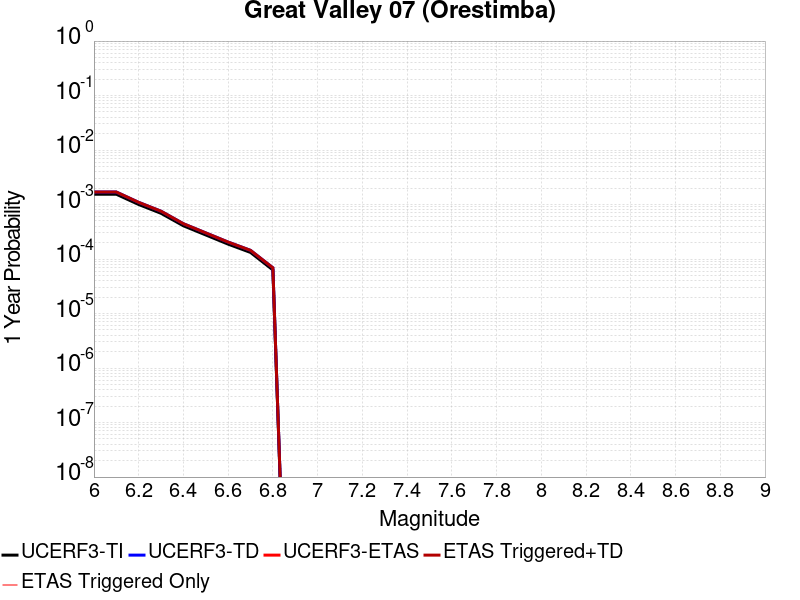 Great Valley 07 (Orestimba)
10^0
10^-1
10^-2
10^-3
10^-4
10^-5
10^-6
10^-7
10^-8
1 Year Probability
6 6.2 6.4 6.6 6.8 7 7.2 7.4 7.6 7.8 8 8.2 8.4 8.6 8.8 9
Magnitude
UCERF3-TI UCERF3-TD UCERF3-ETAS ETAS Triggered+TD
ETAS Triggered Only